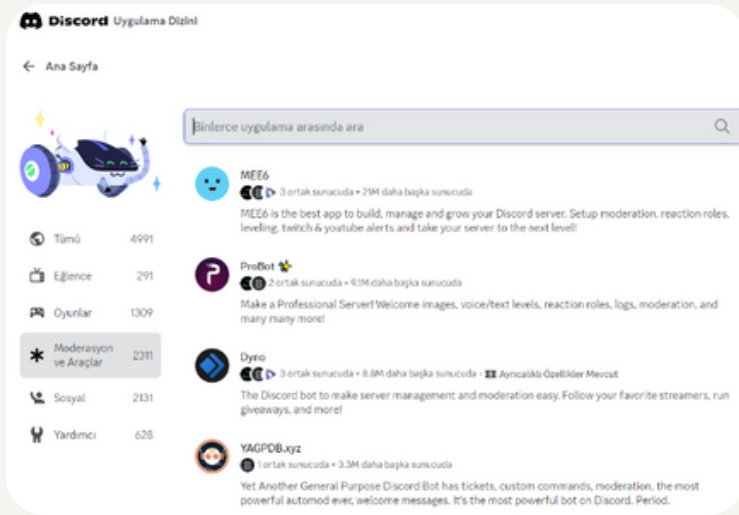 Discord Uygulama Dizini
← Ana Sayfa
Binlerce uygulama arasında ara
Tümü 4991
Eğlence 291
Oyunlar 1309
Moderasyon
ve Araçlar 2311
Sosyal 2131
Yardımcı 628
MEE6
3 ortak sunucuda • 21M daha başka sunucuda
MEE6 is the best app to build, manage and grow your Discord server. Setup moderation, reaction roles,
leveling, twitch & youtube alerts and take your server to the next level!
ProBot
2 ortak sunucuda • 9.1M daha başka sunucuda
Make a Professional Server! Welcome images, voice/text levels, reaction roles, logs, moderation, and
many many more!
Dyno
3 ortak sunucuda • 8.8M daha başka sunucuda • Ayrıcalıklı Özellikler Mevcut
The Discord bot to make server management and moderation easy. Follow your favorite streamers, run
giveaways, and more!
YAGPDB.xyz
1 ortak sunucuda • 3.3M daha başka sunucuda
Yet Another General Purpose Discord Bot has tickets, custom commands, moderation, the most
powerful automod ever, welcome messages. It's the most powerful bot on Discord. Period.